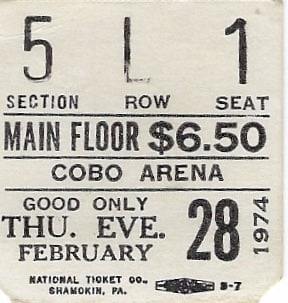 5 L 1
SECTION ROW SEAT
MAIN FLOOR $6.50
COBO ARENA
GOOD ONLY
THU. EVE. 28 1974
FEBRUARY
NATIONAL TICKET CO., 3-7
SHAMOKIN, PA.